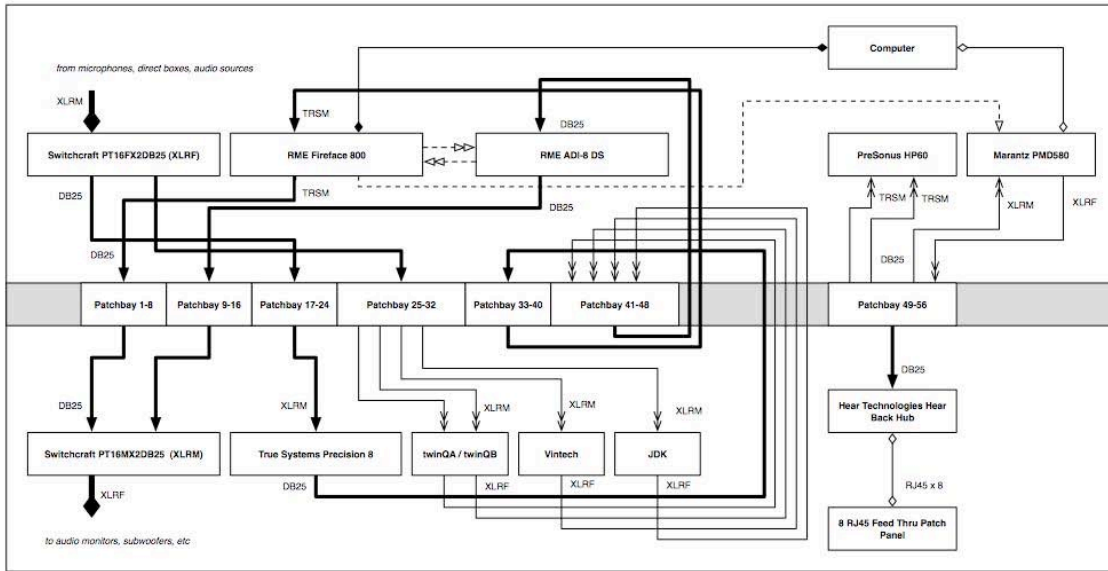 Computer
from microphones, direct boxes, audio sources
XLRM
TRSM
DB25
Switchcraft PT16FX2DB25 (XLRF)
RME Fireface 800
RME ADI-8 DS
PreSonus HP60
Marantz PMD580
DB25
TRSM
DB25
TRSM
TRSM
XLRM
XLRF
DB25
DB25
Patchbay 1-8
Patchbay 9-16
Patchbay 17-24
Patchbay 25-32
Patchbay 33-40
Patchbay 41-48
Patchbay 49-56
DB25
DB25
XLRM
XLRM
XLRM
XLRM
Switchcraft PT16MX2DB25 (XLRM)
True Systems Precision 8
twinQA / twinQB
Vintech
JDK
Hear Technologies Hear
Back Hub
XLRF
DB25
XLRF
XLRF
XLRF
RJ45 x 8
to audio monitors, subwoofers, etc
8 RJ45 Feed Thru Patch
Panel